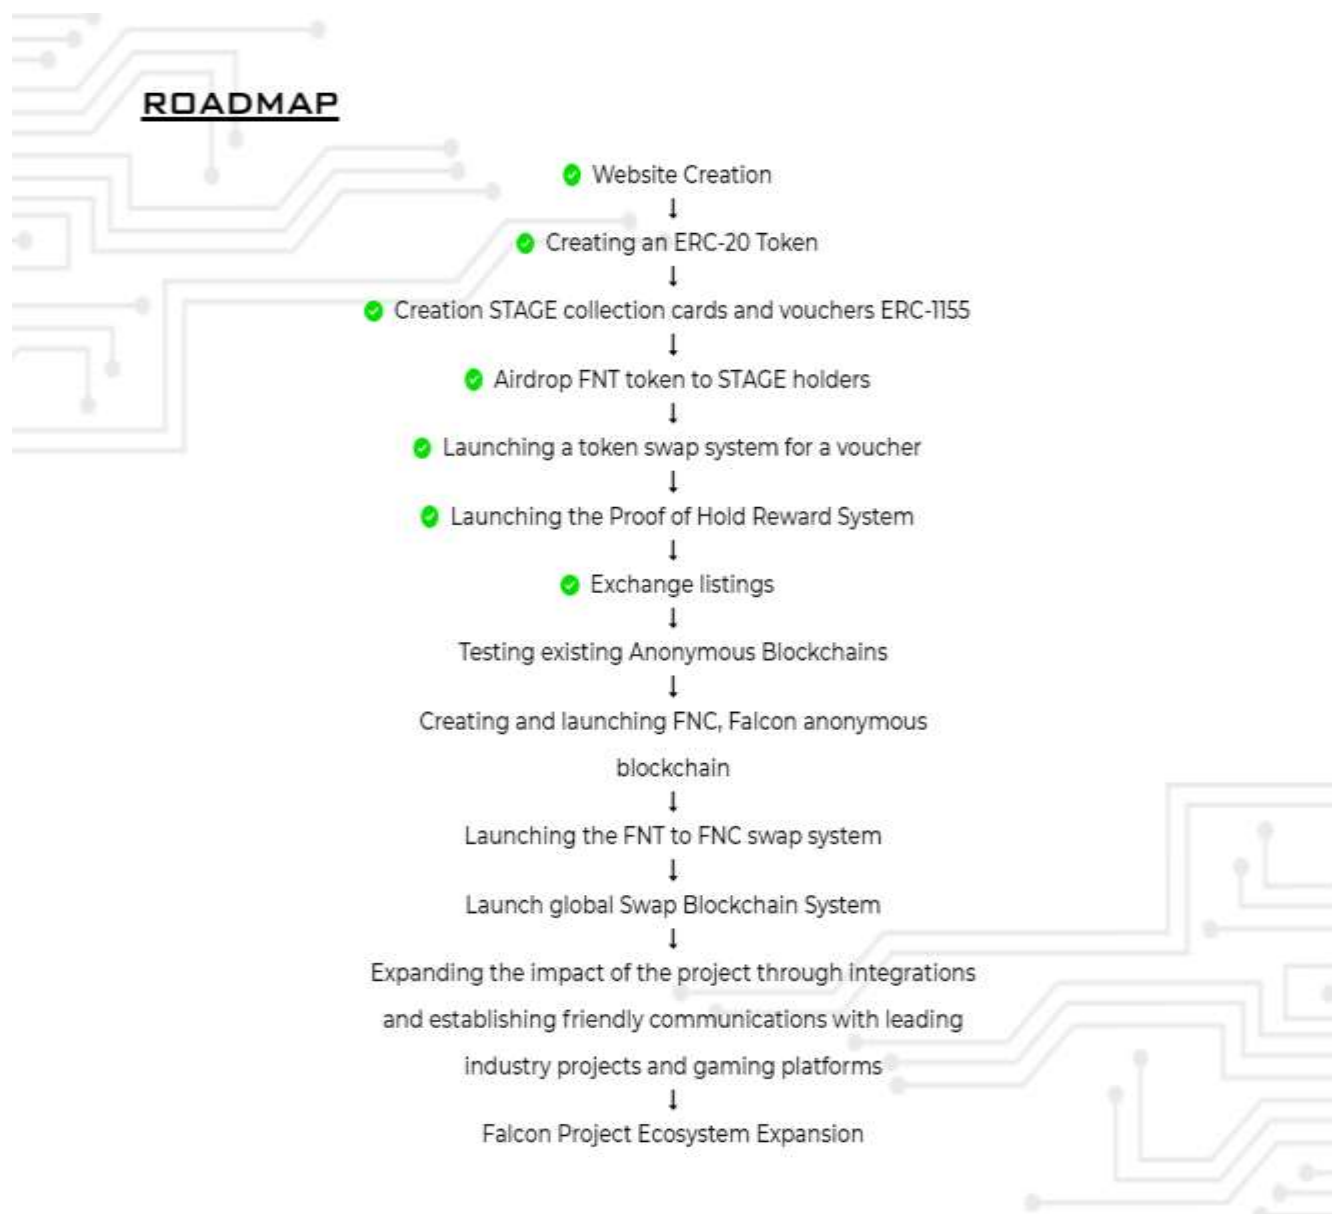 ROADMAP
Website Creation
↓
Creating an ERC-20 Token
↓
Creation STAGE collection cards and vouchers ERC-1155
↓
Airdrop FNT token to STAGE holders
↓
Launching a token swap system for a voucher
↓
Launching the Proof of Hold Reward System
↓
Exchange listings
↓
Testing existing Anonymous Blockchains
↓
Creating and launching FNC, Falcon anonymous
blockchain
↓
Launching the FNT to FNC swap system
↓
Launch global Swap Blockchain System
↓
Expanding the impact of the project through integrations
and establishing friendly communications with leading
industry projects and gaming platforms
↓
Falcon Project Ecosystem Expansion